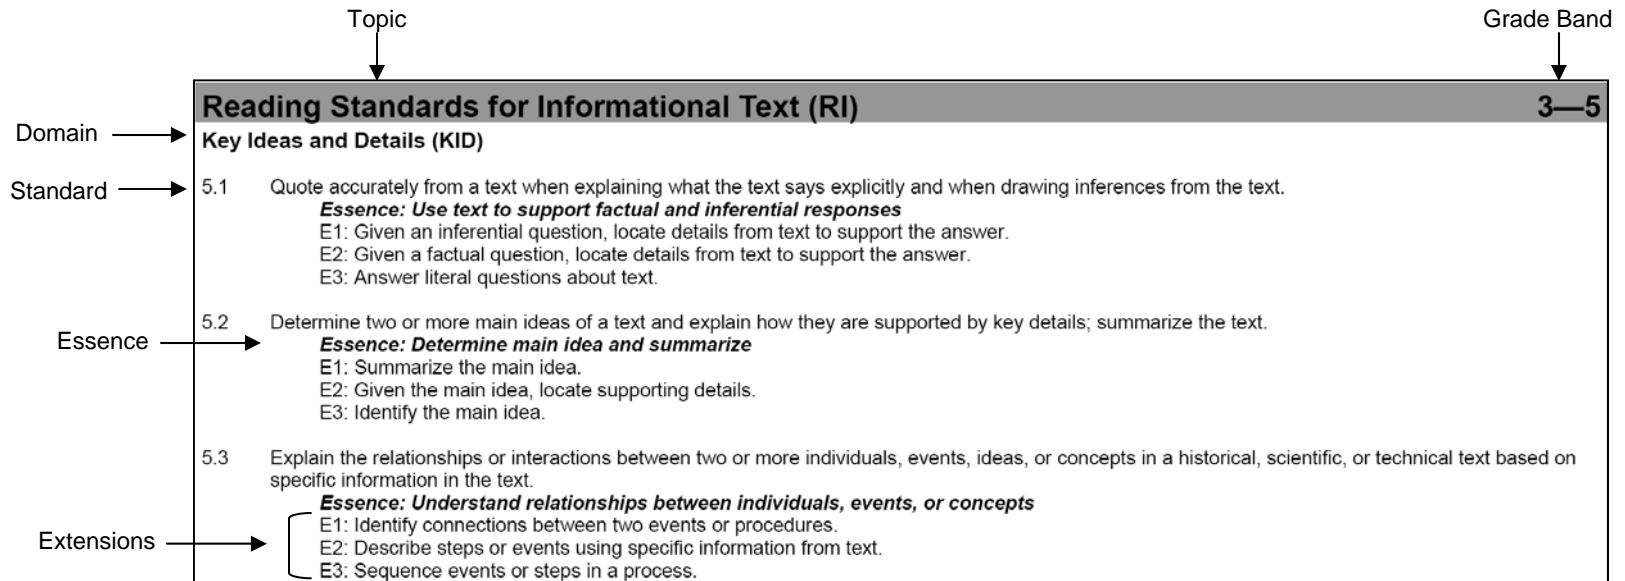 Topic
Grade Band
Reading Standards for Informational Text (RI) 3—5
Domain
Key Ideas and Details (KID)
Standard
5.1 Quote accurately from a text when explaining what the text says explicitly and when drawing inferences from the text.
Essence: Use text to support factual and inferential responses
E1: Given an inferential question, locate details from text to support the answer.
E2: Given a factual question, locate details from text to support the answer.
E3: Answer literal questions about text.
5.2 Determine two or more main ideas of a text and explain how they are supported by key details; summarize the text.
Essence
Essence: Determine main idea and summarize
E1: Summarize the main idea.
E2: Given the main idea, locate supporting details.
E3: Identify the main idea.
5.3 Explain the relationships or interactions between two or more individuals, events, ideas, or concepts in a historical, scientific, or technical text based on
specific information in the text.
Essence: Understand relationships between individuals, events, or concepts
Extensions
E1: Identify connections between two events or procedures.
E2: Describe steps or events using specific information from text.
E3: Sequence events or steps in a process.